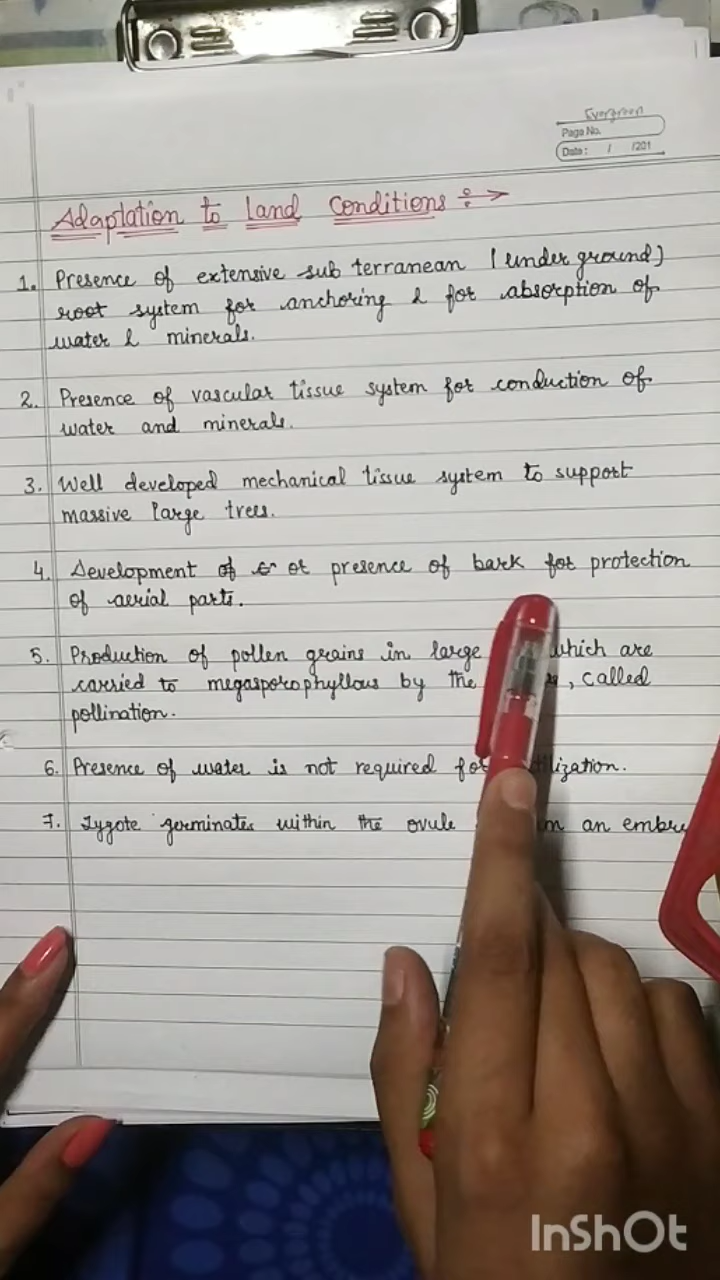 Evergreen
Page No.
Date: / /201
Adaptation to Land Conditions ÷→
1. Presence of extensive sub terranean (under ground)
root system for anchoring & for absorption of
water & minerals.
2. Presence of vascular tissue system for conduction of
water and minerals.
3. Well developed mechanical tissue system to support
massive large trees.
4. Development of or presence of bark for protection
of aerial parts.
5. Production of pollen grains in large which are
carried to megasporophyllous by the , called
pollination.
6. Presence of water is not required for
7. Zygote germinates within the ovule an
InShOt